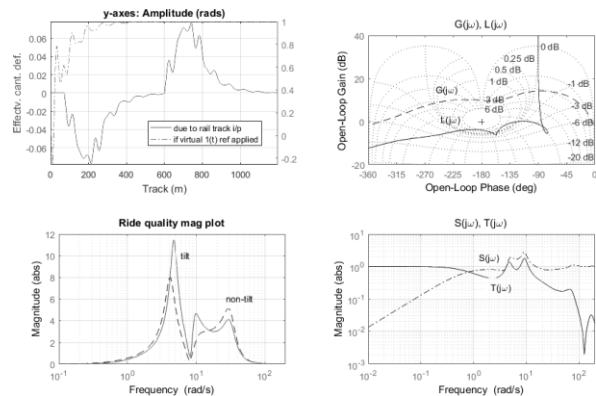 y-axes: Amplitude (rads)
Effectv. cant. def.
0.06
0.04
0.02
0
-0.02
-0.04
-0.06
1
0.8
0.6
0.4
0.2
0
-0.2
due to rail track i/p
if virtual 1(t) ref applied
0
200
400
600
800
1000
Track (m)
G(jω), L(jω)
Open-Loop Gain (dB)
40
20
0
-20
0 dB
0.25 dB
0.5 dB
1 dB
3 dB
6 dB
-1 dB
-3 dB
-6 dB
-12 dB
-20 dB
G(jω)
L(jω)
-360
-315
-270
-225
-180
-135
-90
-45
0
Open-Loop Phase (deg)
Ride quality mag plot
Magnitude (abs)
12
10
8
6
4
2
0
tilt
non-tilt
10⁻¹
10⁰
10¹
10²
Frequency (rad/s)
S(jω), T(jω)
Magnitude (abs)
10¹
10⁰
10⁻¹
10⁻²
10⁻³
S(jω)
T(jω)
10⁻²
10⁻¹
10⁰
10¹
10²
Frequency (rad/s)